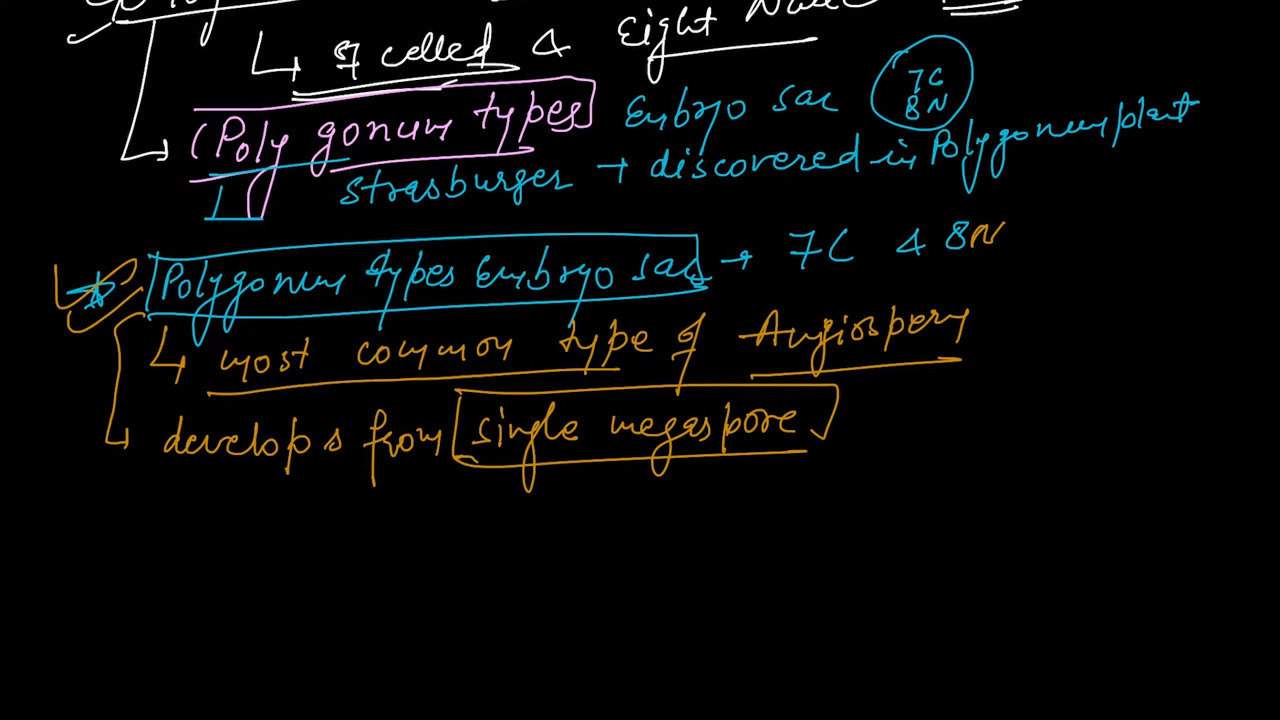 7 celled & Eight
(Polygonum types) Embryo sac 7C 8N
Strasburger → discovered in Polygonum plant
Polygonum types Embryo sac → 7C & 8N
↳ most common type of Angiosperm
↳ develops from single megaspore